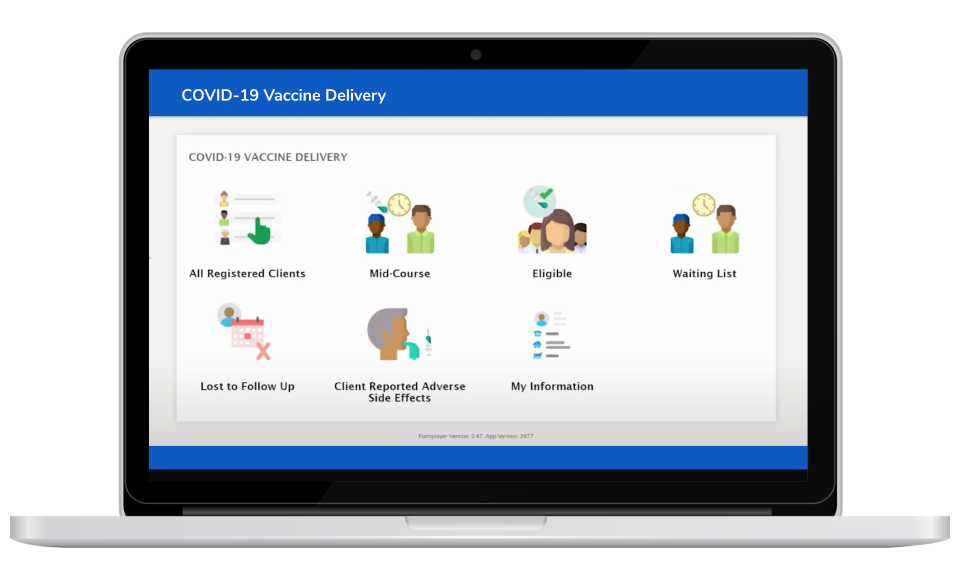 COVID-19 Vaccine Delivery
COVID-19 VACCINE DELIVERY
All Registered Clients
Mid-Course
Eligible
Waiting List
Lost to Follow Up
Client Reported Adverse
Side Effects
My Information
Formplayer Version: 2.47; App Version: 2977